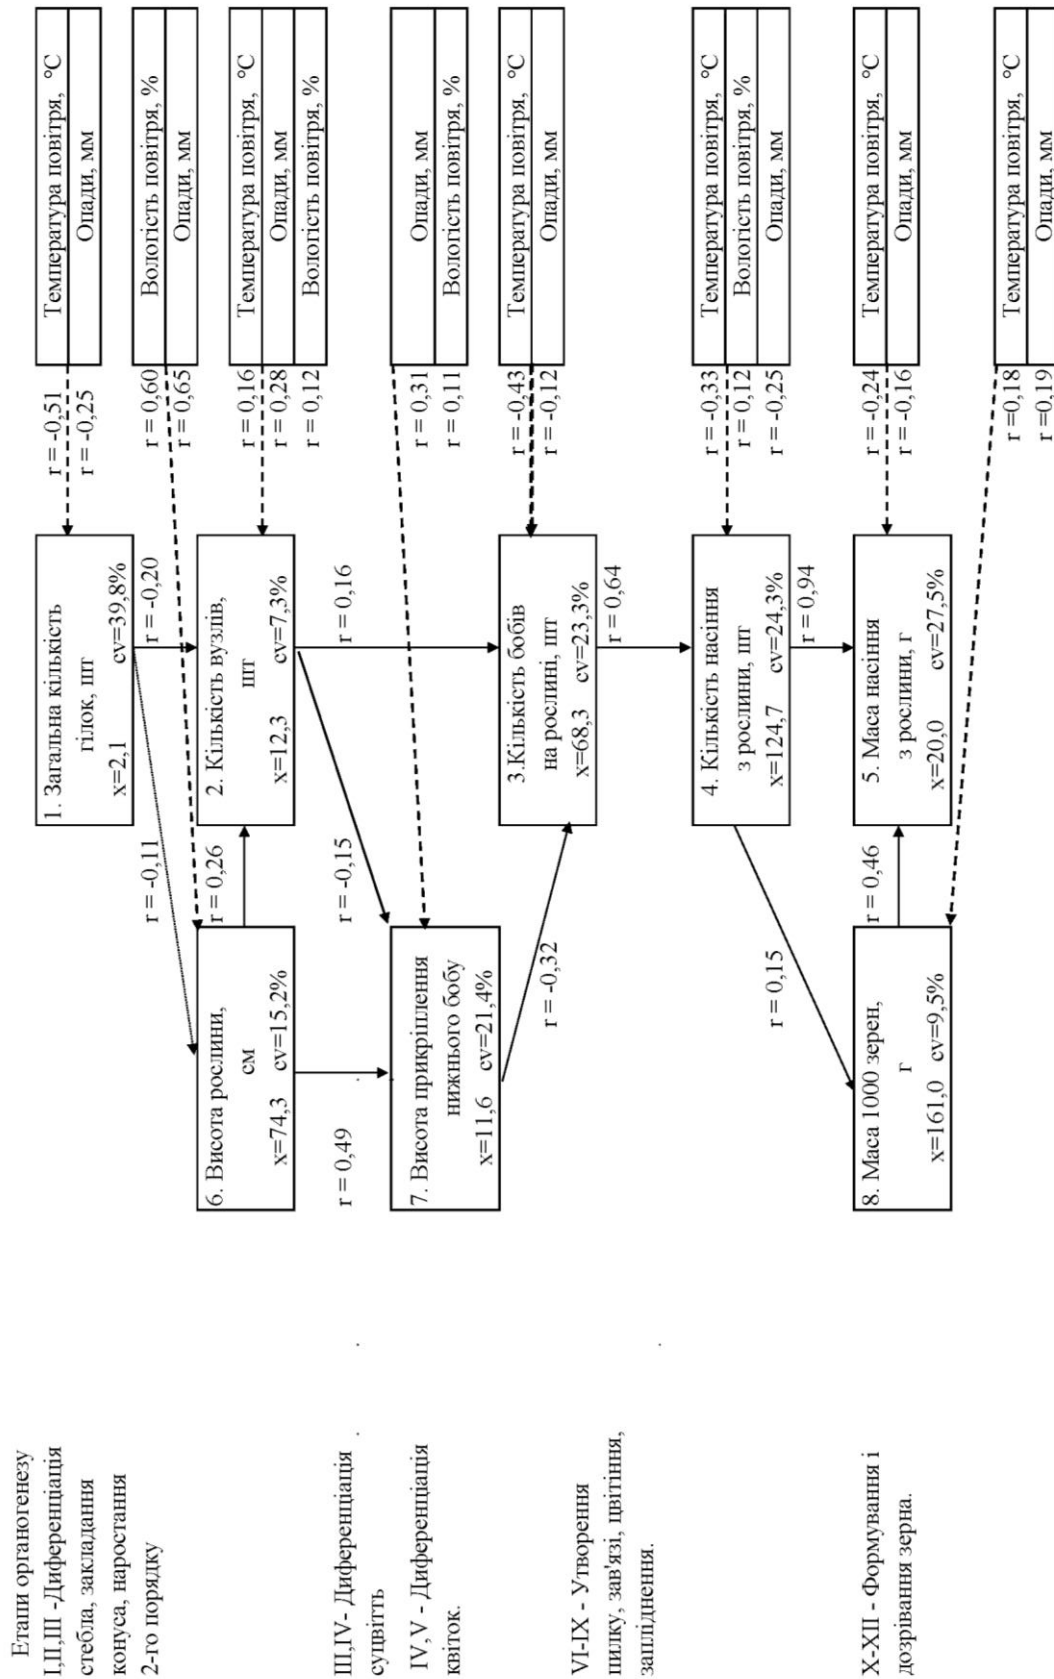 Етапи органогенезу
І,ІІ,ІІІ -Диференціація
стебла, закладання
конуса, наростання
2-го порядку
ІІІ,IV- Диференціація
суцвітть
IV,V - Диференціація
квіток.
VI-IX - Утворення
пилку, зав'язі, цвітіння,
запліднення.
X-XII - Формування і
дозрівання зерна.
6. Висота рослини,
см
x=74,3 cv=15,2%
r = 0,49
7. Висота прикріплення
нижнього бобу
x=11,6 cv=21,4%
8. Маса 1000 зерен,
г
x=161,0 cv=9,5%
r = -0,11
r = 0,26
r = -0,15
r = -0,32
r = 0,15
r = 0,46
1. Загальна кількість
гілок, шт
x=2,1 cv=39,8%
r = -0,20
2. Кількість вузлів,
шт
x=12,3 cv=7,3%
r = 0,16
3.Кількість бобів
на рослині, шт
x=68,3 cv=23,3%
r = 0,64
4. Кількість насіння
з рослини, шт
x=124,7 cv=24,3%
r = 0,94
5. Маса насіння
з рослини, г
x=20,0 cv=27,5%
r = -0,51
r = -0,25
r = 0,60
r = 0,65
r = 0,16
r = 0,28
r = 0,12
r = 0,31
r = 0,11
r = -0,43
r = -0,12
r = -0,33
r = 0,12
r = -0,25
r = -0,24
r = -0,16
r =0,18
r =0,19
Температура повітря, °С
Опади, мм
Вологість повітря, %
Опади, мм
Температура повітря, °С
Опади, мм
Вологість повітря, %
Опади, мм
Вологість повітря, %
Температура повітря, °С
Опади, мм
Температура повітря, °С
Вологість повітря, %
Опади, мм
Температура повітря, °С
Опади, мм
Температура повітря, °С
Опади, мм